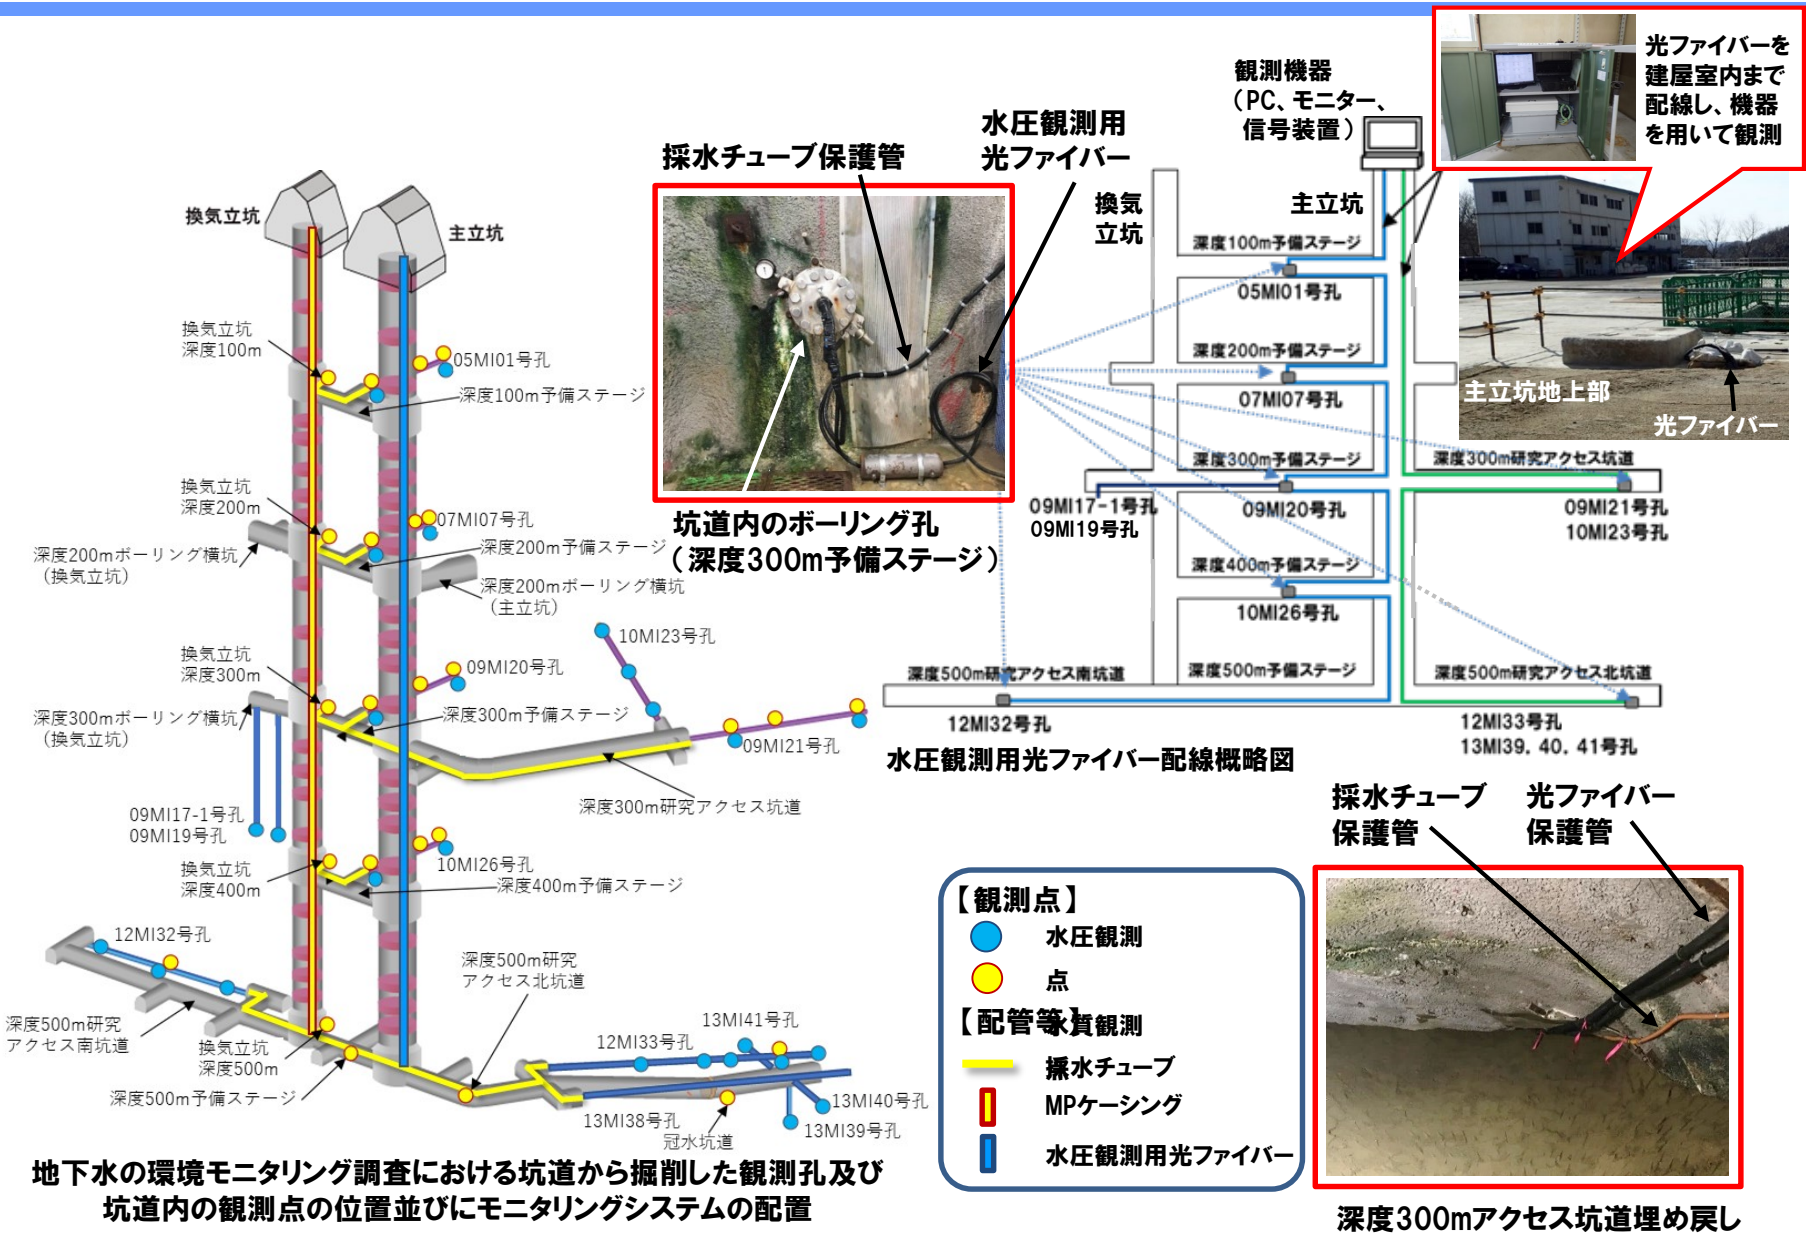 光ファイバーを
建屋室内まで
配線し、機器
を用いて観測
観測機器
（PC、モニター、
信号装置）
水圧観測用
光ファイバー
採水チューブ保護管
換気立坑
主立坑
換気
立坑
主立坑
深度100m予備ステージ
05MI01号孔
深度200m予備ステージ
07MI07号孔
深度300m予備ステージ
深度300m研究アクセス坑道
09MI17-1号孔
09MI19号孔
09MI20号孔
09MI21号孔
10MI23号孔
深度400m予備ステージ
10MI26号孔
深度500m研究アクセス南坑道
深度500m予備ステージ
深度500m研究アクセス北坑道
12MI32号孔
12MI33号孔
13MI39．40．41号孔
水圧観測用光ファイバー配線概略図
主立坑地上部
光ファイバー
坑道内のボーリング孔
（深度300m予備ステージ）
換気立坑
深度100m
05MI01号孔
深度100m予備ステージ
換気立坑
深度200m
07MI07号孔
深度200mボーリング横坑
（換気立坑）
深度200m予備ステージ
深度200mボーリング横坑
（主立坑）
10MI23号孔
換気立坑
深度300m
09MI20号孔
深度300mボーリング横坑
（換気立坑）
深度300m予備ステージ
09MI21号孔
深度300m研究アクセス坑道
09MI17-1号孔
09MI19号孔
換気立坑
深度400m
10MI26号孔
深度400m予備ステージ
12MI32号孔
深度500m研究
アクセス北坑道
深度500m研究
アクセス南坑道
換気立坑
深度500m
深度500m予備ステージ
12MI33号孔
13MI41号孔
13MI38号孔
冠水坑道
13MI40号孔
13MI39号孔
地下水の環境モニタリング調査における坑道から掘削した観測孔及び
坑道内の観測点の位置並びにモニタリングシステムの配置
【観測点】
水圧観測
点
【配管等】
水質観測
採水チューブ
MPケーシング
水圧観測用光ファイバー
採水チューブ
保護管
光ファイバー
保護管
深度300mアクセス坑道埋め戻し